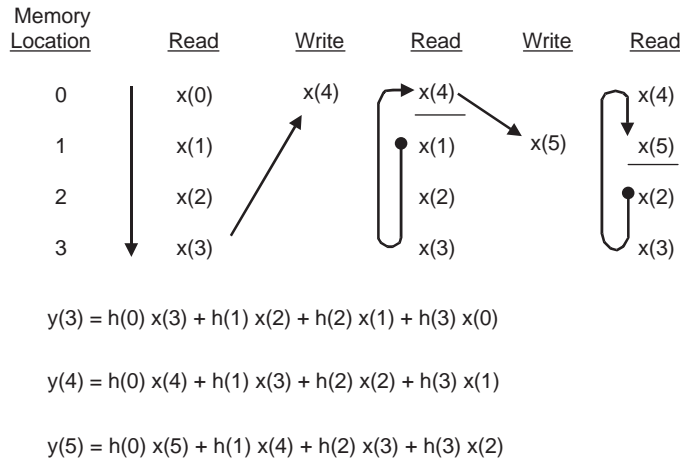 Memory
Location Read Write Read Write Read
0 x(0) x(4) x(4) x(4)
1 x(1) x(1) x(5) x(5)
2 x(2) x(2) x(2)
3 x(3) x(3) x(3)
y(3) = h(0) x(3) + h(1) x(2) + h(2) x(1) + h(3) x(0)
y(4) = h(0) x(4) + h(1) x(3) + h(2) x(2) + h(3) x(1)
y(5) = h(0) x(5) + h(1) x(4) + h(2) x(3) + h(3) x(2)